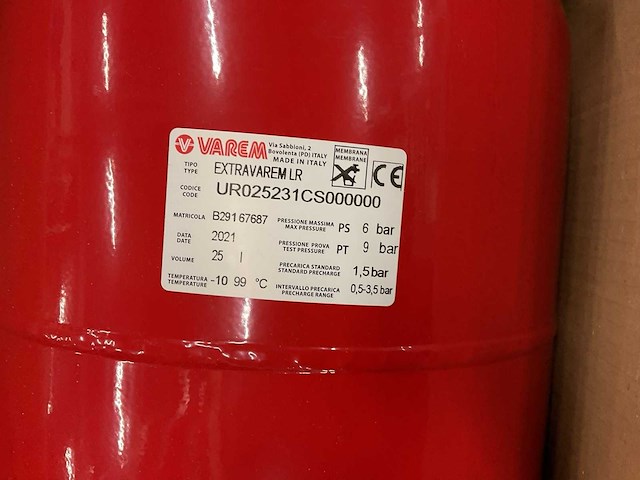 VAREM Via Sabbioni, 2
Bovolenta (PD) ITALY
MADE IN ITALY
MEMBRANA
MEMBRANE
CE
TIPO
TYPE EXTRAVAREM LR
CODICE
CODE UR025231CS000000
MATRICOLA B29167687
PRESSIONE MASSIMA
MAX PRESSURE PS 6 bar
DATA
DATE 2021
PRESSIONE PROVA
TEST PRESSURE PT 9 bar
VOLUME 25 l
PRECARICA STANDARD
STANDARD PRECHARGE 1,5 bar
TEMPERATURA
TEMPERATURE -10 99 °C
INTERVALLO PRECARICA
PRECHARGE RANGE 0,5-3,5 bar